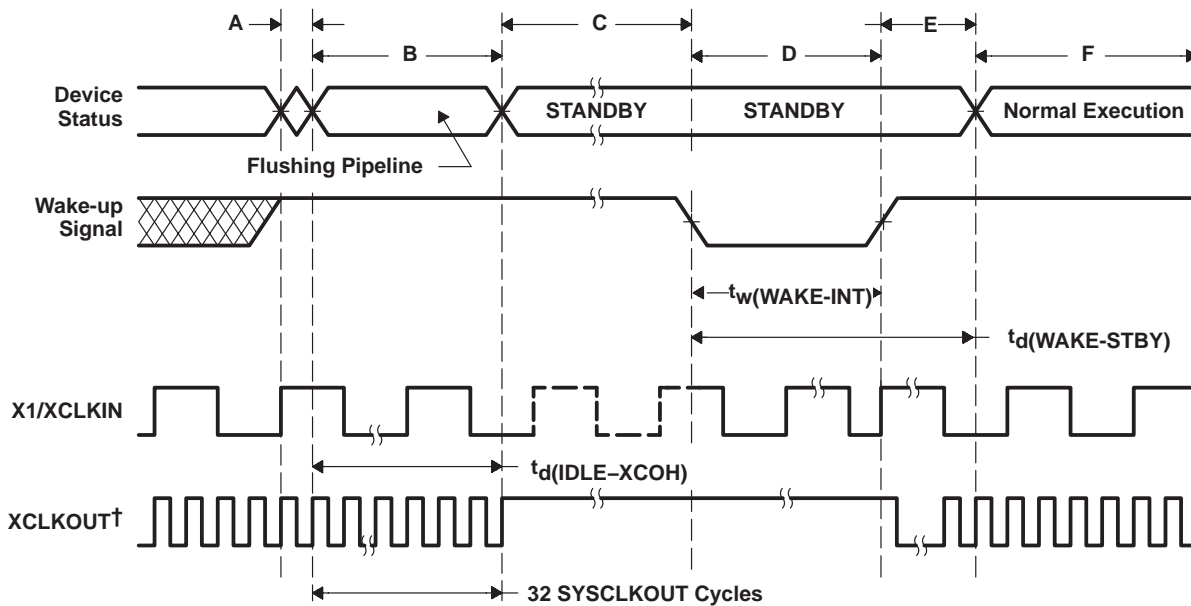 A
B
C
D
E
F
Device
Status
STANDBY
STANDBY
Normal Execution
Flushing Pipeline
Wake-up
Signal
tw(WAKE-INT)
td(WAKE-STBY)
X1/XCLKIN
td(IDLE–XCOH)
XCLKOUT†
32 SYSCLKOUT Cycles